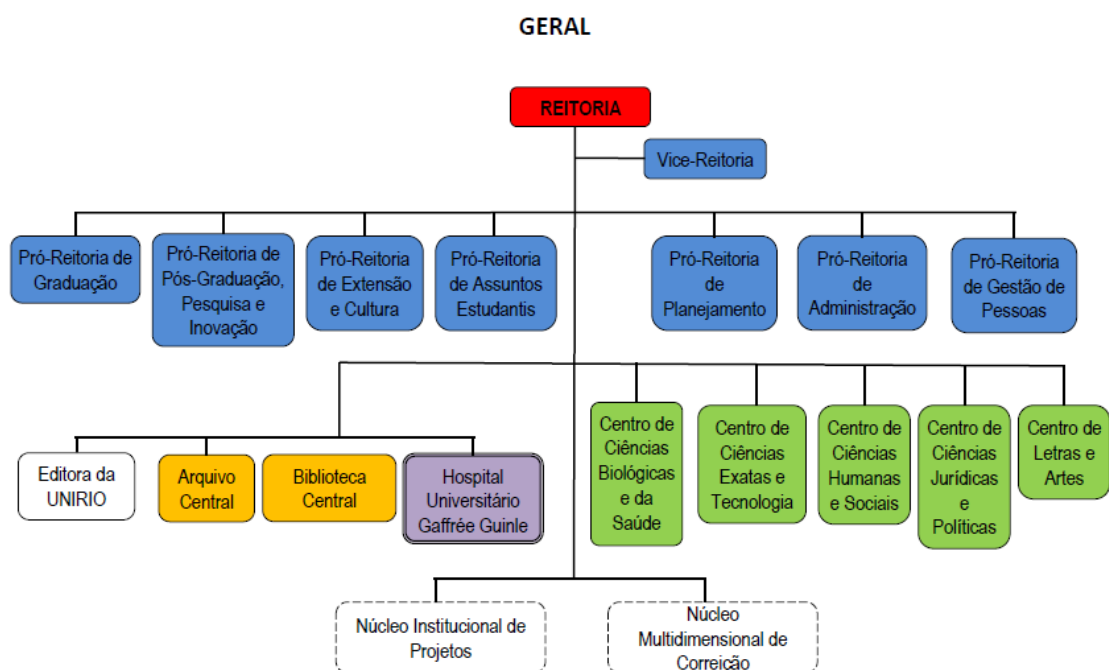 GERAL
REITORIA
Vice-Reitoria
Pró-Reitoria de
Graduação
Pró-Reitoria de
Pós-Graduação,
Pesquisa e
Inovação
Pró-Reitoria
de Extensão
e Cultura
Pró-Reitoria
de Assuntos
Estudantis
Pró-Reitoria
de
Planejamento
Pró-Reitoria
de
Administração
Pró-Reitoria
de Gestão de
Pessoas
Editora da
UNIRIO
Arquivo
Central
Biblioteca
Central
Hospital
Universitário
Gaffrée Guinle
Centro de
Ciências
Biológicas
e da
Saúde
Centro de
Ciências
Exatas e
Tecnologia
Centro de
Ciências
Humanas
e Sociais
Centro de
Ciências
Jurídicas
e
Políticas
Centro de
Letras e
Artes
Núcleo Institucional de
Projetos
Núcleo
Multidimensional de
Correição